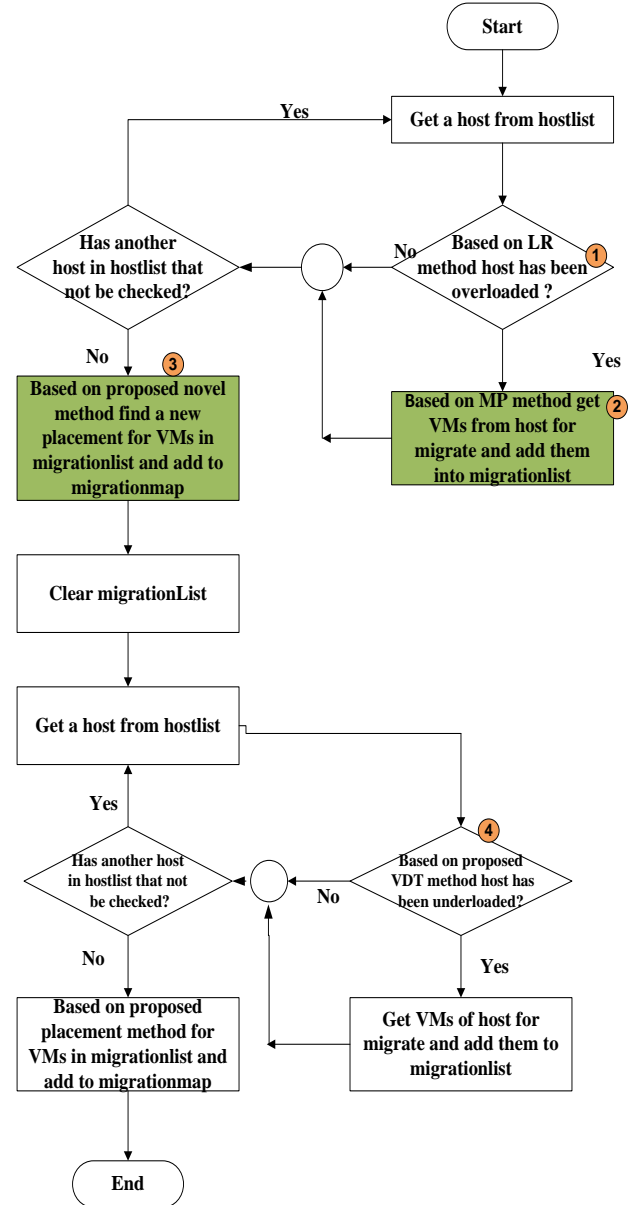 Start
Get a host from hostlist
Yes
Based on LR
method host has been
overloaded ?
1
No
Has another
host in hostlist that
not be checked?
Yes
No
Based on MP method get
VMs from host for
migrate and add them
into migrationlist
2
3
Based on proposed novel
method find a new
placement for VMs in
migrationlist and add to
migrationmap
Clear migrationList
Get a host from hostlist
4
Based on proposed
VDT method host has
been underloaded?
No
Yes
Has another host
in hostlist that not
be checked?
Yes
No
Get VMs of host for
migrate and add them to
migrationlist
Based on proposed
placement method for
VMs in migrationlist and
add to migrationmap
End